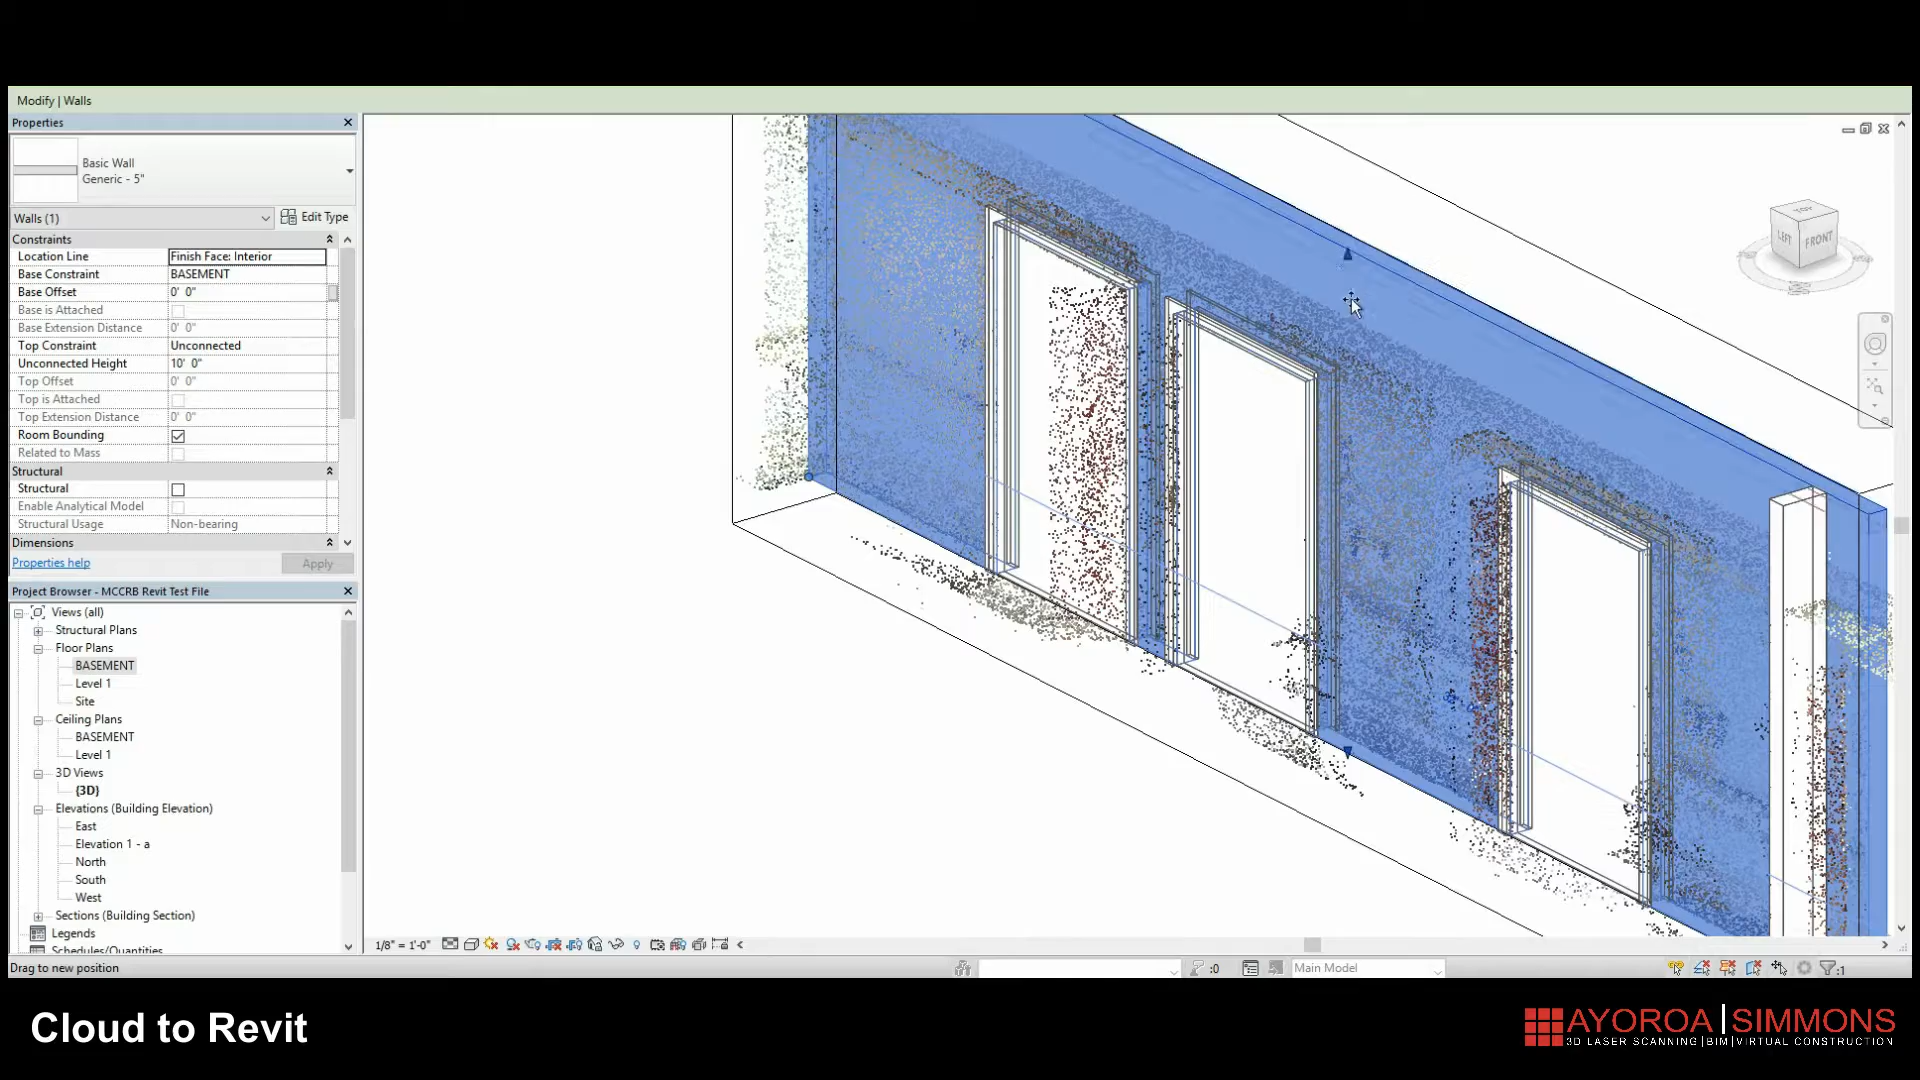 Modify | Walls
Properties
Basic Wall
Generic - 5"
Walls (1)
Edit Type
Constraints
Location Line Finish Face: Interior
Base Constraint BASEMENT
Base Offset 0' 0"
Base is Attached
Base Extension Distance 0' 0"
Top Constraint Unconnected
Unconnected Height 10' 0"
Top Offset 0' 0"
Top is Attached
Top Extension Distance 0' 0"
Room Bounding
Related to Mass
Structural
Structural
Enable Analytical Model
Structural Usage Non-bearing
Dimensions
Properties help
Apply
Project Browser - MCCRB Revit Test File
Views (all)
Structural Plans
Floor Plans
BASEMENT
Level 1
Site
Ceiling Plans
BASEMENT
Level 1
3D Views
{3D}
Elevations (Building Elevation)
East
Elevation 1 - a
North
South
West
Sections (Building Section)
Legends
Schedules/Quantities
TOP
LEFT
FRONT
1/8" = 1'-0"
Drag to new position
:0
Main Model
:1
Cloud to Revit
AYOROA|SIMMONS
3D LASER SCANNING|BIM|VIRTUAL CONSTRUCTION